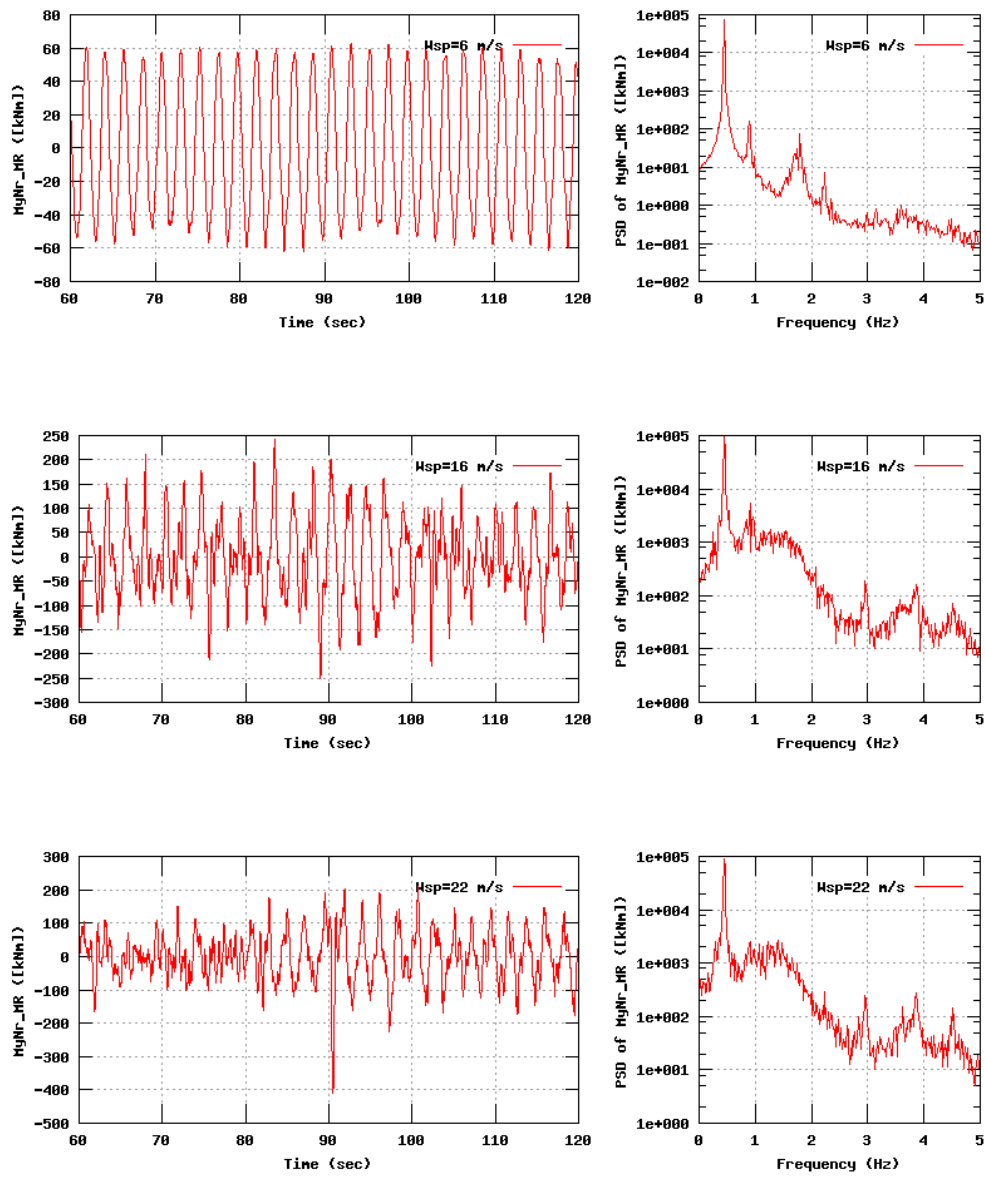 MyNr_MR ([kNm])
80
60
40
20
0
-20
-40
-60
-80
Wsp=6 m/s
60 70 80 90 100 110 120
Time (sec)
PSD of MyNr_MR ([kNm])
1e+005
1e+004
1e+003
1e+002
1e+001
1e+000
1e-001
1e-002
Wsp=6 m/s
0 1 2 3 4 5
Frequency (Hz)
MyNr_MR ([kNm])
250
200
150
100
50
0
-50
-100
-150
-200
-250
-300
Wsp=16 m/s
60 70 80 90 100 110 120
Time (sec)
PSD of MyNr_MR ([kNm])
1e+005
1e+004
1e+003
1e+002
1e+001
1e+000
Wsp=16 m/s
0 1 2 3 4 5
Frequency (Hz)
MyNr_MR ([kNm])
300
200
100
0
-100
-200
-300
-400
-500
Wsp=22 m/s
60 70 80 90 100 110 120
Time (sec)
PSD of MyNr_MR ([kNm])
1e+005
1e+004
1e+003
1e+002
1e+001
1e+000
Wsp=22 m/s
0 1 2 3 4 5
Frequency (Hz)